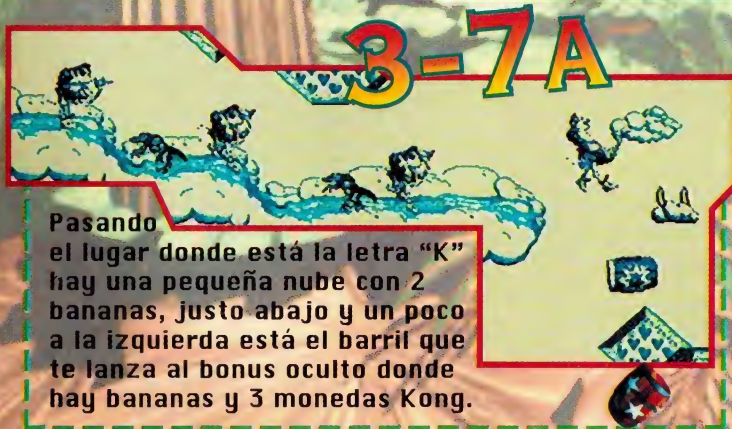 3-7A
Pasando
el lugar donde está la letra "K"
hay una pequeña nube con 2
bananas, justo abajo y un poco
a la izquierda está el barril que
te lanza al bonus oculto donde
hay bananas y 3 monedas Kong.